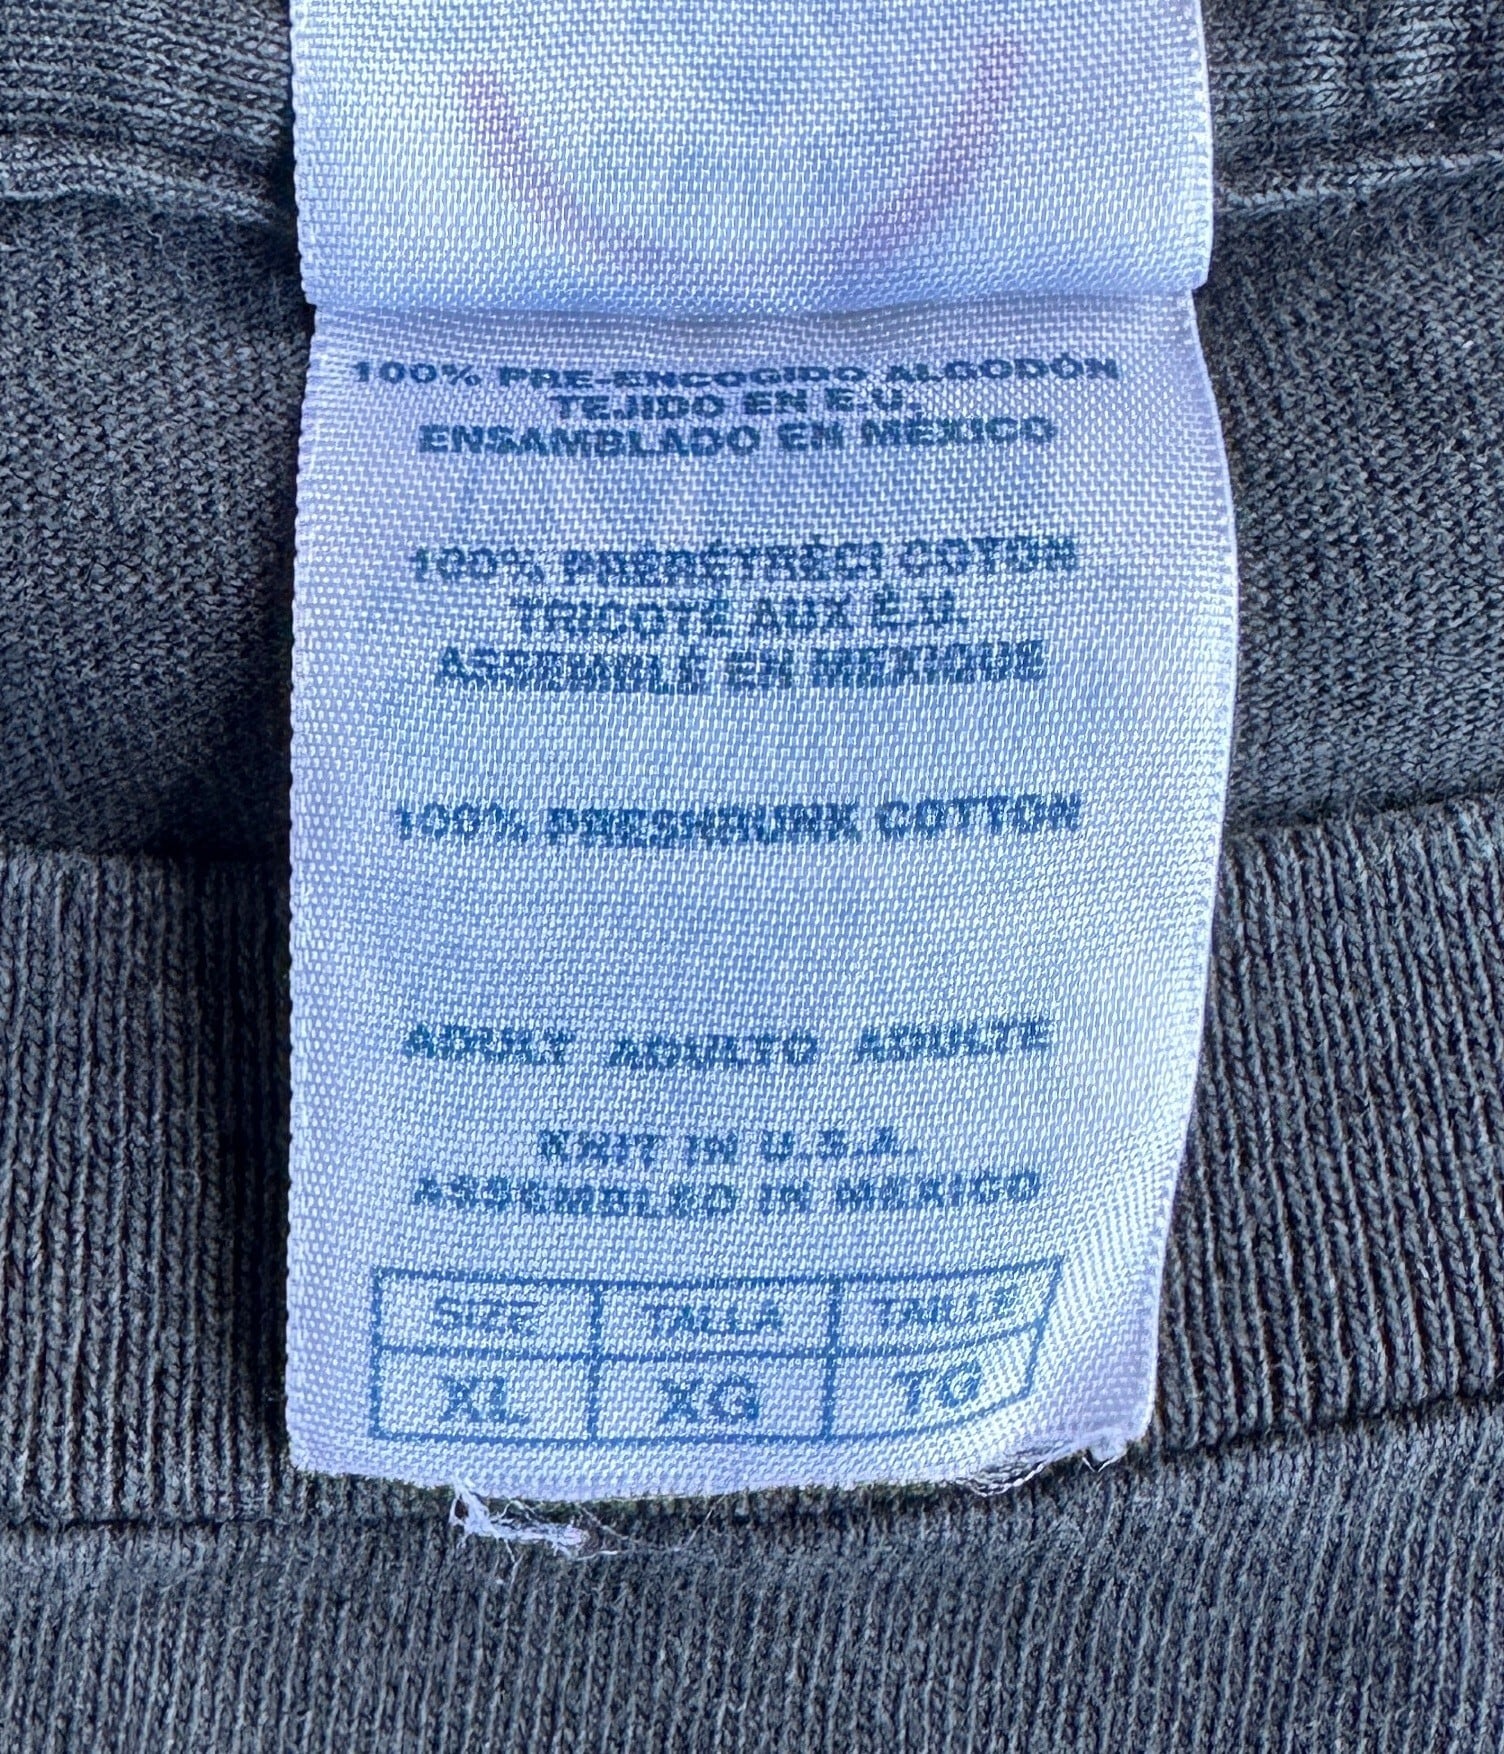 100% PRE-ENCOGIDO ALGODÓN
TEJIDO EN E.U.
ENSAMBLADO EN MÉXICO
100% PRÉRÉTRÉCI COTON
TRICOTÉ AUX É.U.
ASSEMBLÉ EN MEXIQUE
100% PRESHRUNK COTTON
ADULT ADULTO ADULTE
KNIT IN U.S.A.
ASSEMBLED IN MEXICO
SIZE TALLA TAILLE
XL XG TG